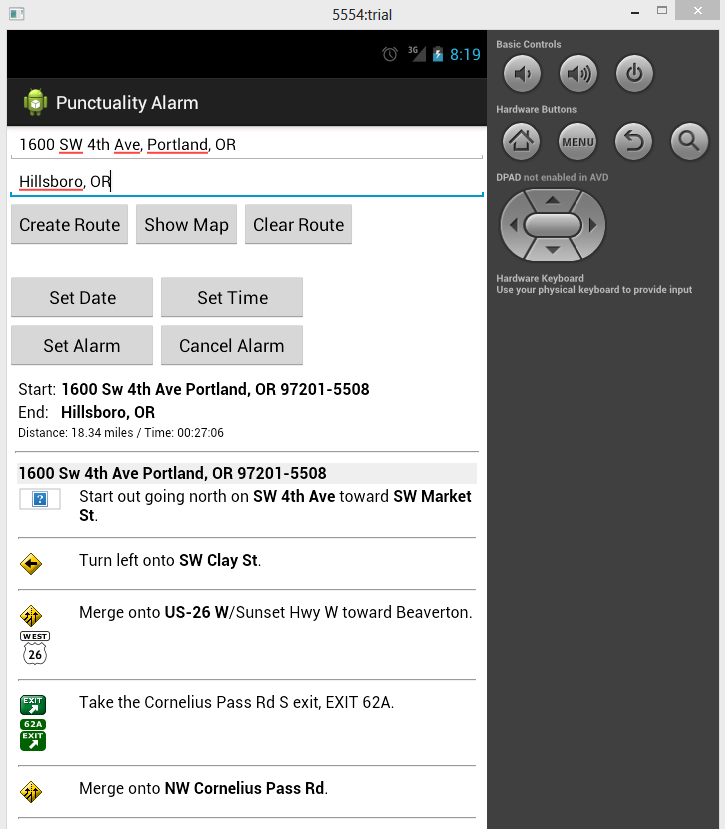 5554:trial
3G 8:19
Punctuality Alarm
1600 SW 4th Ave, Portland, OR
Hillsboro, OR
Create Route Show Map Clear Route
Set Date Set Time
Set Alarm Cancel Alarm
Start: 1600 Sw 4th Ave Portland, OR 97201-5508
End: Hillsboro, OR
Distance: 18.34 miles / Time: 00:27:06
1600 Sw 4th Ave Portland, OR 97201-5508
?
Start out going north on SW 4th Ave toward SW Market
St.
Turn left onto SW Clay St.
Merge onto US-26 W/Sunset Hwy W toward Beaverton.
WEST
26
EXIT
Take the Cornelius Pass Rd S exit, EXIT 62A.
62A
EXIT
Merge onto NW Cornelius Pass Rd.
Basic Controls
Hardware Buttons
MENU
DPAD not enabled in AVD
Hardware Keyboard
Use your physical keyboard to provide input